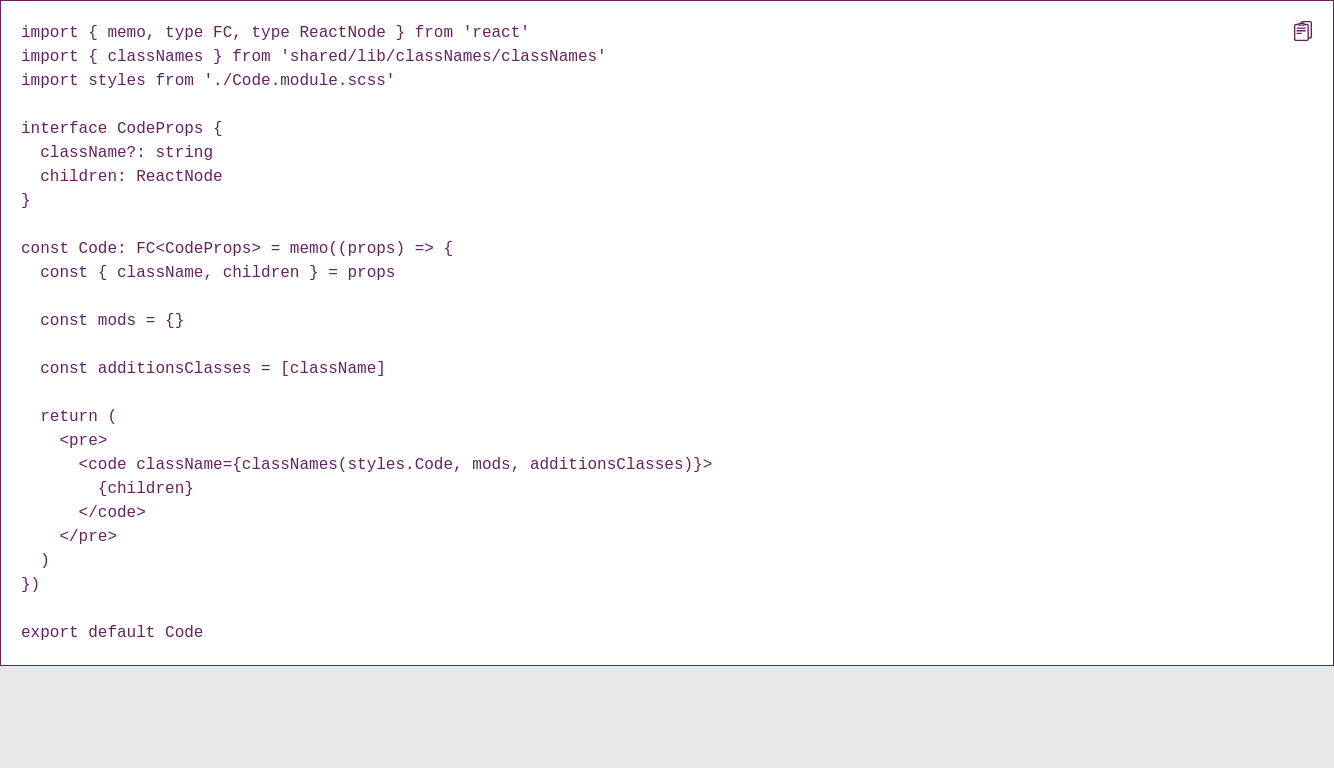 import { memo, type FC, type ReactNode } from 'react'
import { classNames } from 'shared/lib/classNames/classNames'
import styles from './Code.module.scss'

interface CodeProps {
  className?: string
  children: ReactNode
}

const Code: FC<CodeProps> = memo((props) => {
  const { className, children } = props

  const mods = {}

  const additionsClasses = [className]

  return (
    <pre>
      <code className={classNames(styles.Code, mods, additionsClasses)}>
        {children}
      </code>
    </pre>
  )
})

export default Code